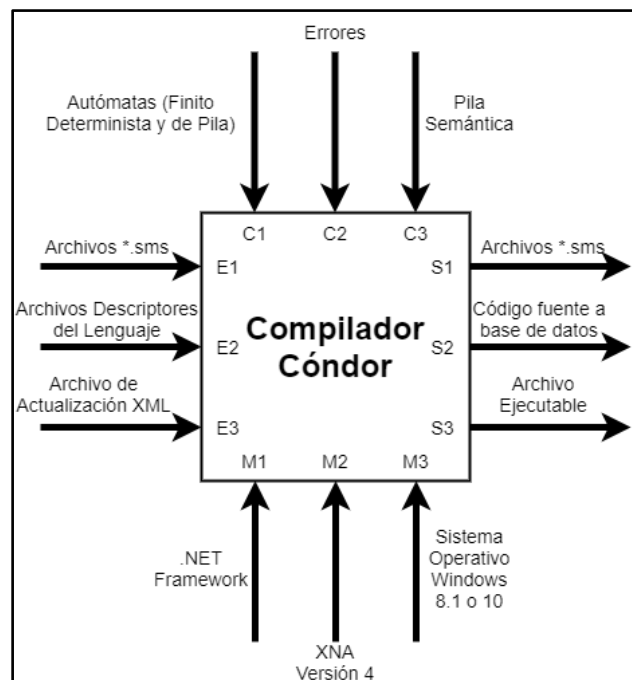 Errores
Autómatas (Finito
Determinista y de Pila)
Pila
Semántica
C1
C2
C3
Archivos *.sms
E1
S1
Archivos *.sms
Archivos Descriptores
del Lenguaje
E2
Compilador
Cóndor
S2
Código fuente a
base de datos
Archivo de
Actualización XML
E3
S3
Archivo
Ejecutable
M1
M2
M3
.NET
Framework
XNA
Versión 4
Sistema
Operativo
Windows
8.1 o 10